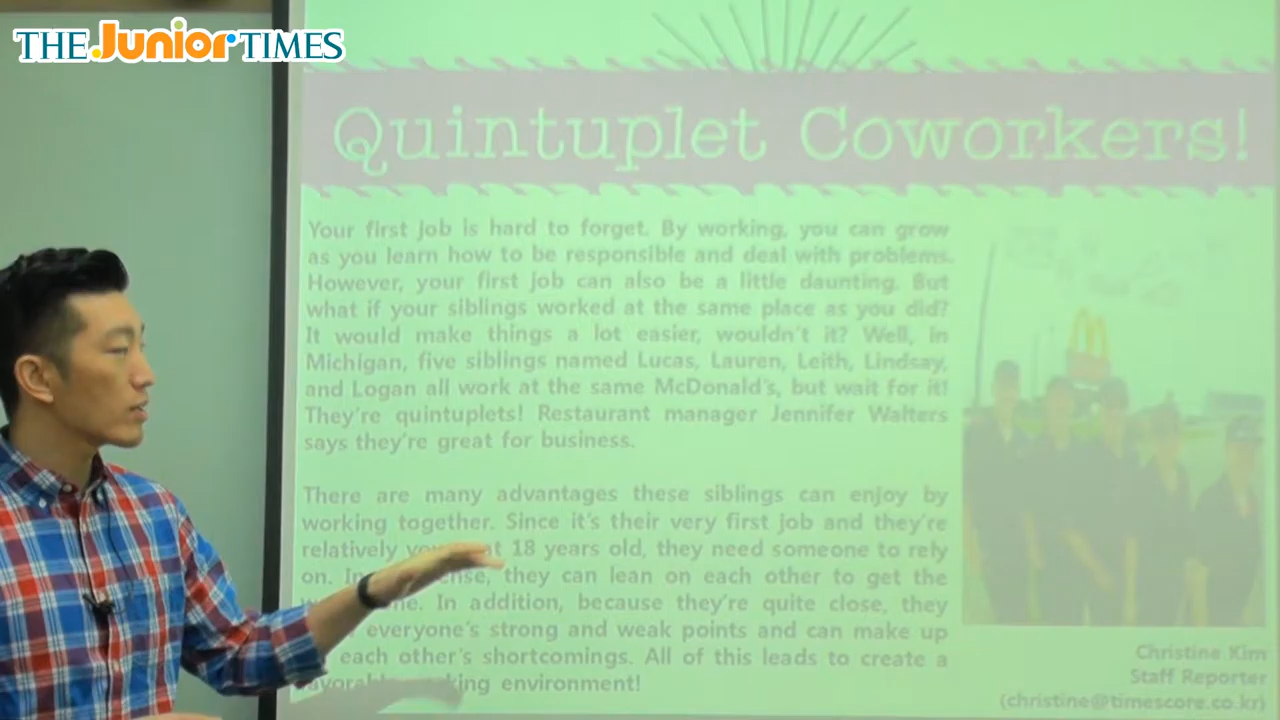 THE Junior TIMES
Quintuplet Coworkers!
Your first job is hard to forget. By working, you can grow
as you learn how to be responsible and deal with problems.
However, your first job can also be a little daunting. But
what if your siblings worked at the same place as you did?
It would make things a lot easier, wouldn't it? Well, in
Michigan, five siblings named Lucas, Lauren, Leith, Lindsay,
and Logan all work at the same McDonald's, but wait for it!
They're quintuplets! Restaurant manager Jennifer Walters
says they're great for business.
There are many advantages these siblings can enjoy by
working together. Since it's their very first job and they're
relatively at 18 years old, they need someone to rely
on. they can lean on each other to get the
In addition, because they're quite close, they
everyone's strong and weak points and can make up
each other's shortcomings. All of this leads to create a
environment!
Christine Kim
Staff Reporter
(christine@timescore.co.kr)